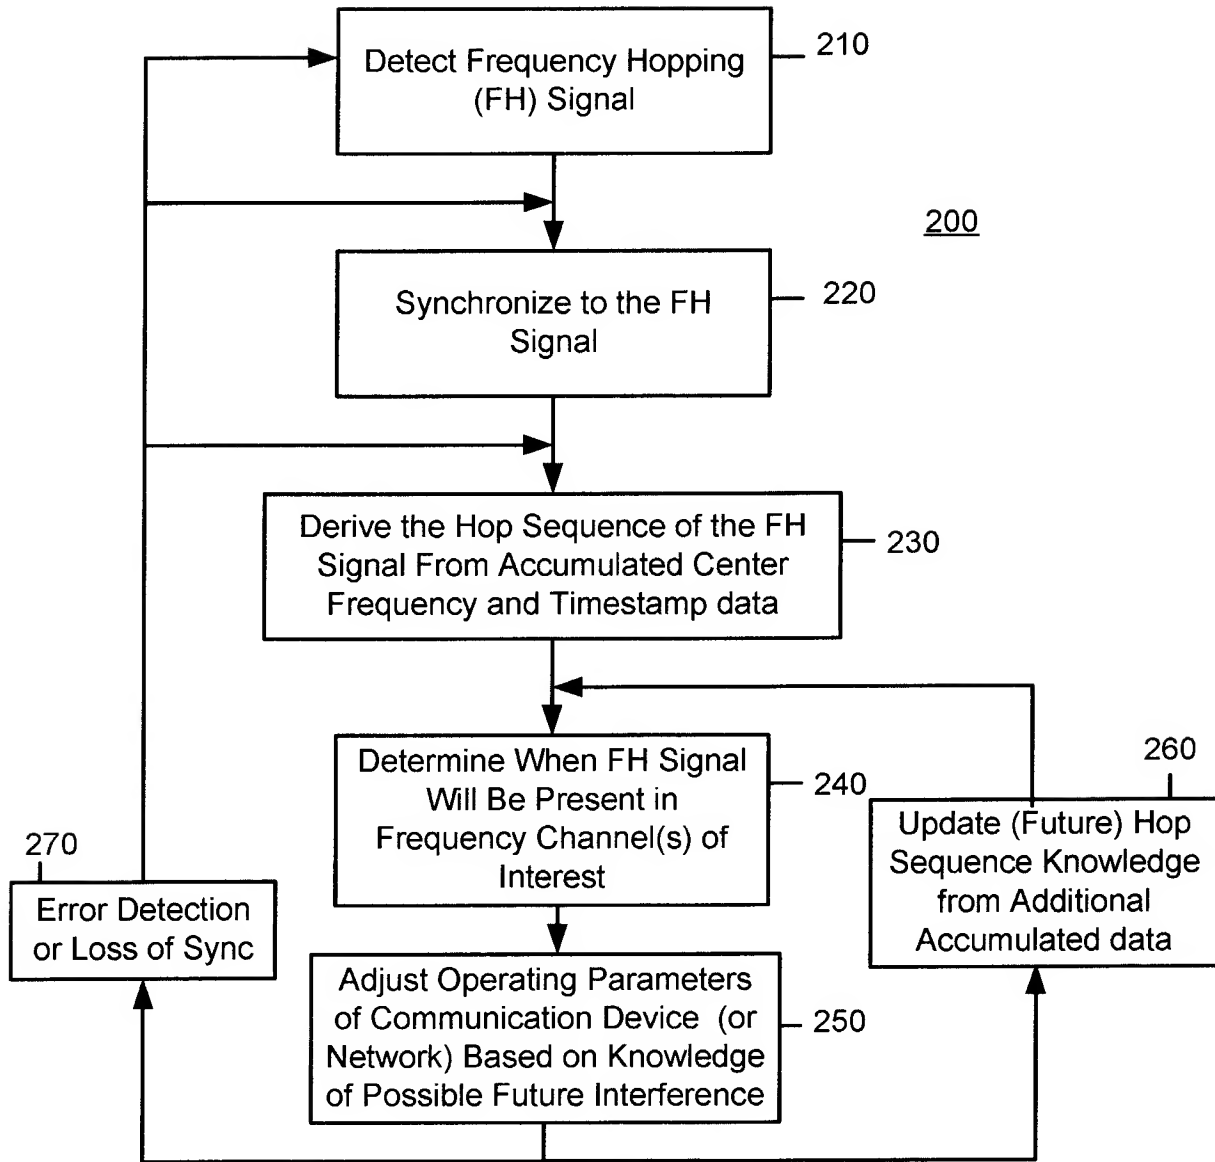 Detect Frequency Hopping
(FH) Signal
210
200
Synchronize to the FH
Signal
220
Derive the Hop Sequence of the FH
Signal From Accumulated Center
Frequency and Timestamp data
230
Determine When FH Signal
Will Be Present in
Frequency Channel(s) of
Interest
240
260
Update (Future) Hop
Sequence Knowledge
from Additional
Accumulated data
270
Error Detection
or Loss of Sync
Adjust Operating Parameters
of Communication Device (or
Network) Based on Knowledge
of Possible Future Interference
250